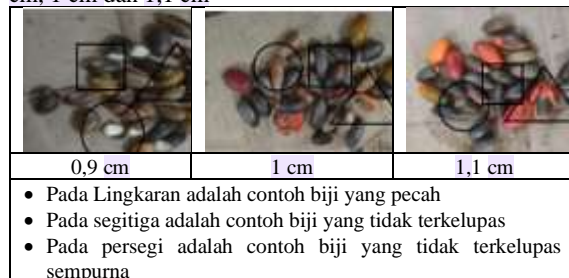 cm, 1 cm dan 1,1 cm
0,9 cm 1 cm 1,1 cm
• Pada Lingkaran adalah contoh biji yang pecah
• Pada segitiga adalah contoh biji yang tidak terkelupas
• Pada persegi adalah contoh biji yang tidak terkelupas
sempurna